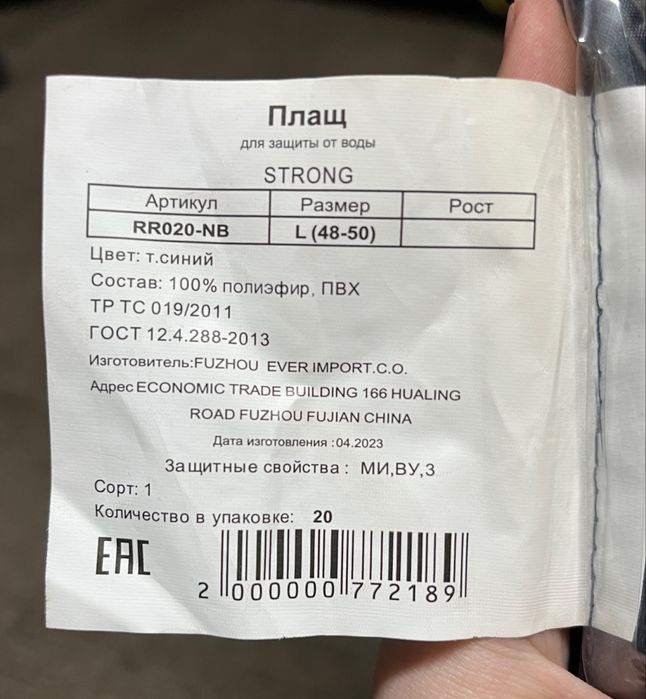 Плащ
для защиты от воды
STRONG
Артикул Размер Рост
RR020-NB L (48-50)
Цвет: т.синий
Состав: 100% полиэфир, ПВХ
ТР ТС 019/2011
ГОСТ 12.4.288-2013
Изготовитель:FUZHOU EVER IMPORT.C.O.
Адрес ECONOMIC TRADE BUILDING 166 HUALING
ROAD FUZHOU FUJIAN CHINA
Дата изготовления :04.2023
Защитные свойства : МИ,ВУ,З
Сорт: 1
Количество в упаковке: 20
EAC
2 000000 772189